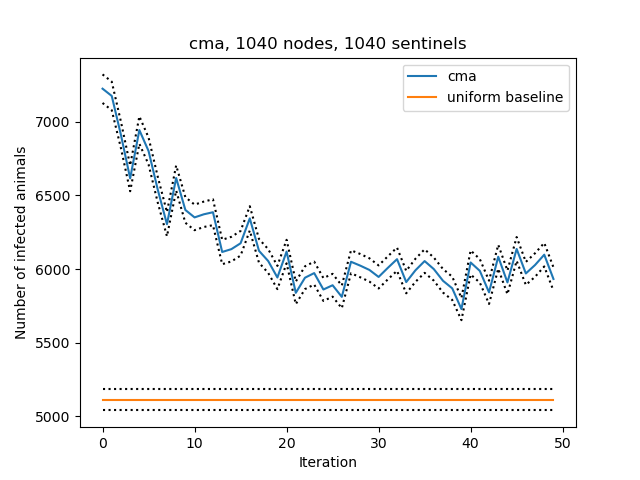 cma, 1040 nodes, 1040 sentinels
cma
uniform baseline
Number of infected animals
7000
6500
6000
5500
5000
0
10
20
30
40
50
Iteration